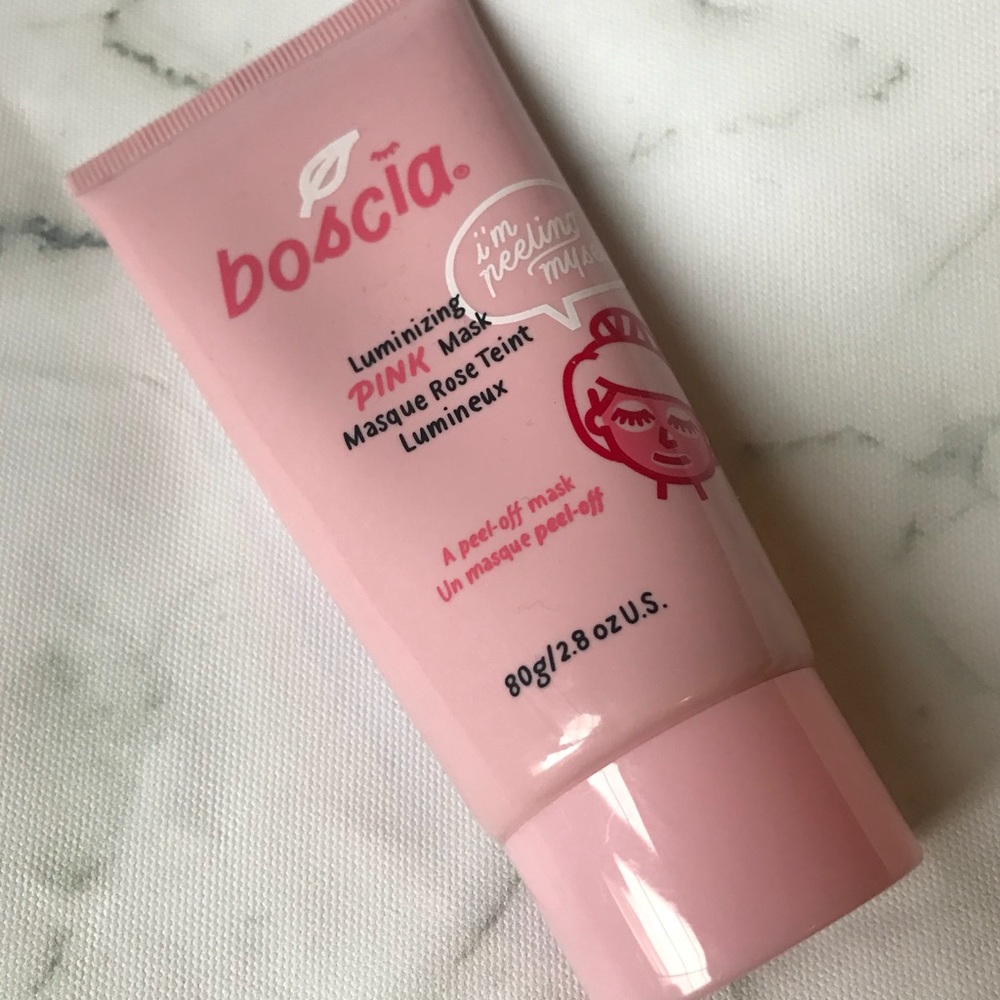 boscia®
i'm
peeling
Luminizing
PINK Mask
Masque Rose Teint
Lumineux
A peel-off mask
Un masque peel-off
80g/2.8 oz U.S.